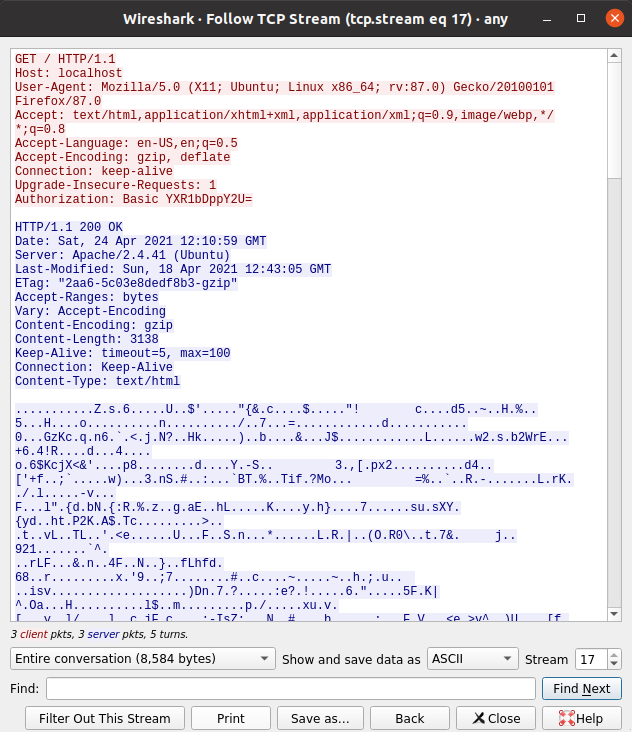 Wireshark · Follow TCP Stream (tcp.stream eq 17) · any
GET / HTTP/1.1
Host: localhost
User-Agent: Mozilla/5.0 (X11; Ubuntu; Linux x86_64; rv:87.0) Gecko/20100101
Firefox/87.0
Accept: text/html,application/xhtml+xml,application/xml;q=0.9,image/webp,*/
*;q=0.8
Accept-Language: en-US,en;q=0.5
Accept-Encoding: gzip, deflate
Connection: keep-alive
Upgrade-Insecure-Requests: 1
Authorization: Basic YXR1bDppY2U=
HTTP/1.1 200 OK
Date: Sat, 24 Apr 2021 12:10:59 GMT
Server: Apache/2.4.41 (Ubuntu)
Last-Modified: Sun, 18 Apr 2021 12:43:05 GMT
ETag: "2aa6-5c03e8dedf8b3-gzip"
Accept-Ranges: bytes
Vary: Accept-Encoding
Content-Encoding: gzip
Content-Length: 3138
Keep-Alive: timeout=5, max=100
Connection: Keep-Alive
Content-Type: text/html
...........Z.s.6.....U..$'....."{&.c....$....."! c....d5..~..H.%..
5...H....o..........n........../..7...=............d...........
0...GzKc.q.n6.`.<.j.N?..Hk.....)..b....&...J$............L......w2.s.b2WrE...
+6.4!R....d...4....
o.6$KcjX<&'....p8........d....Y.-S.. 3.,[.px2..........d4..
['+f..;`.....w)...3.nS.#..:...`BT.%..Tif.?Mo... =%..`..R.-.......L.rK.
./.l.....-v...
F...l".{d.bN.{:R.%.z..g.aE..hL.....K....y.h}....7......su.sXY.
{yd..ht.P2K.A$.Tc.........>..
.t..vL..TL..'.<e......U...F..S.n...*......L.R.|..(O.R0\..t.7&. j..
921.......`^.
..rLF...&.n..4F..N..}..fLhfd.
68..r.........x.'9..;7........#..c....~.....~..h.;.u..
..isv..................)Dn.7.?.....:e?.!.....6.".....5F.K|
^.Oa...H..........l$..m.........p./.....xu.v.
3 client pkts, 3 server pkts, 5 turns.
Entire conversation (8,584 bytes) Show and save data as ASCII Stream 17
Find: Find Next
Filter Out This Stream Print Save as… Back Close Help